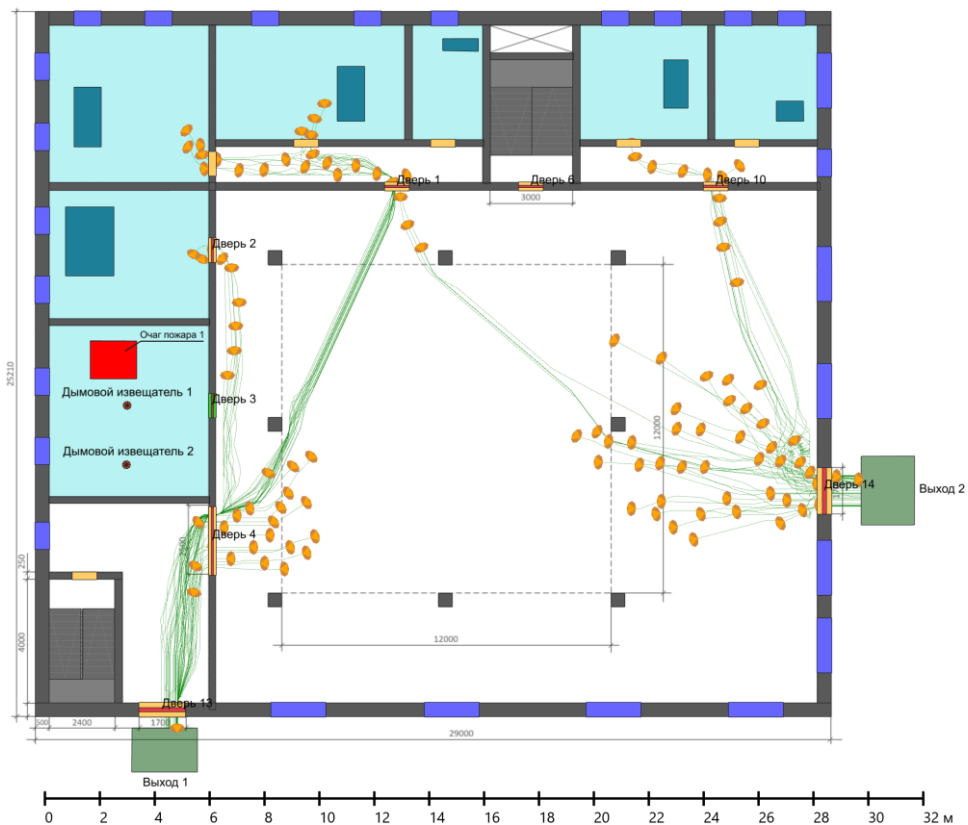 Дверь 1
Дверь 6
Дверь 10
3000
Дверь 2
25210
Очаг пожара 1
Дымовой извещатель 1
Дверь 3
12000
Дымовой извещатель 2
Дверь 14
Выход 2
Дверь 4
2500
250
4000
12000
Дверь 13
500
2400
1700
29000
Выход 1
0 2 4 6 8 10 12 14 16 18 20 22 24 26 28 30 32 м